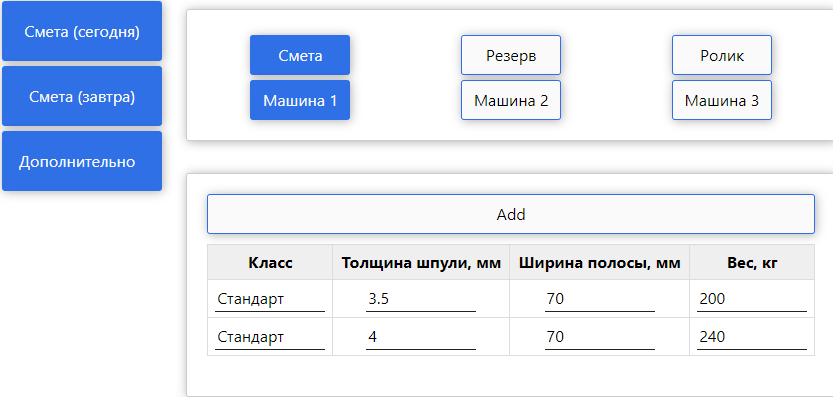 Смета (сегодня)
Смета (завтра)
Дополнительно
Смета Резерв Ролик
Машина 1 Машина 2 Машина 3
Add
Класс Толщина шпули, мм Ширина полосы, мм Вес, кг
Стандарт 3.5 70 200
Стандарт 4 70 240